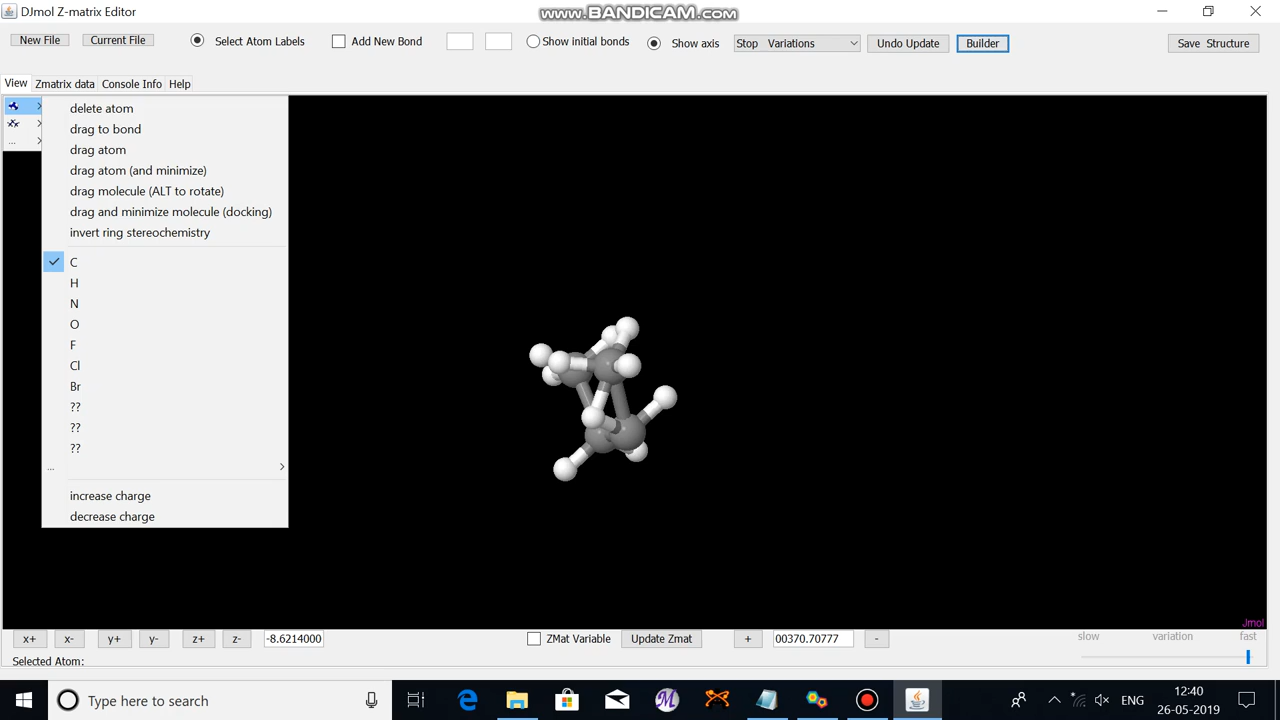 DJmol Z-matrix Editor
www.BANDICAM.com
New File
Current File
Select Atom Labels
Add New Bond
Show initial bonds
Show axis
Stop Variations
Undo Update
Builder
Save Structure
View
Zmatrix data
Console Info
Help
delete atom
drag to bond
drag atom
drag atom (and minimize)
drag molecule (ALT to rotate)
drag and minimize molecule (docking)
invert ring stereochemistry
C
H
N
O
F
Cl
Br
??
??
??
...
...
increase charge
decrease charge
Jmol
x+
x-
y+
y-
z+
z-
-8.6214000
ZMat Variable
Update Zmat
+
00370.70777
-
slow
variation
fast
Selected Atom:
Type here to search
ENG
12:40
26-05-2019